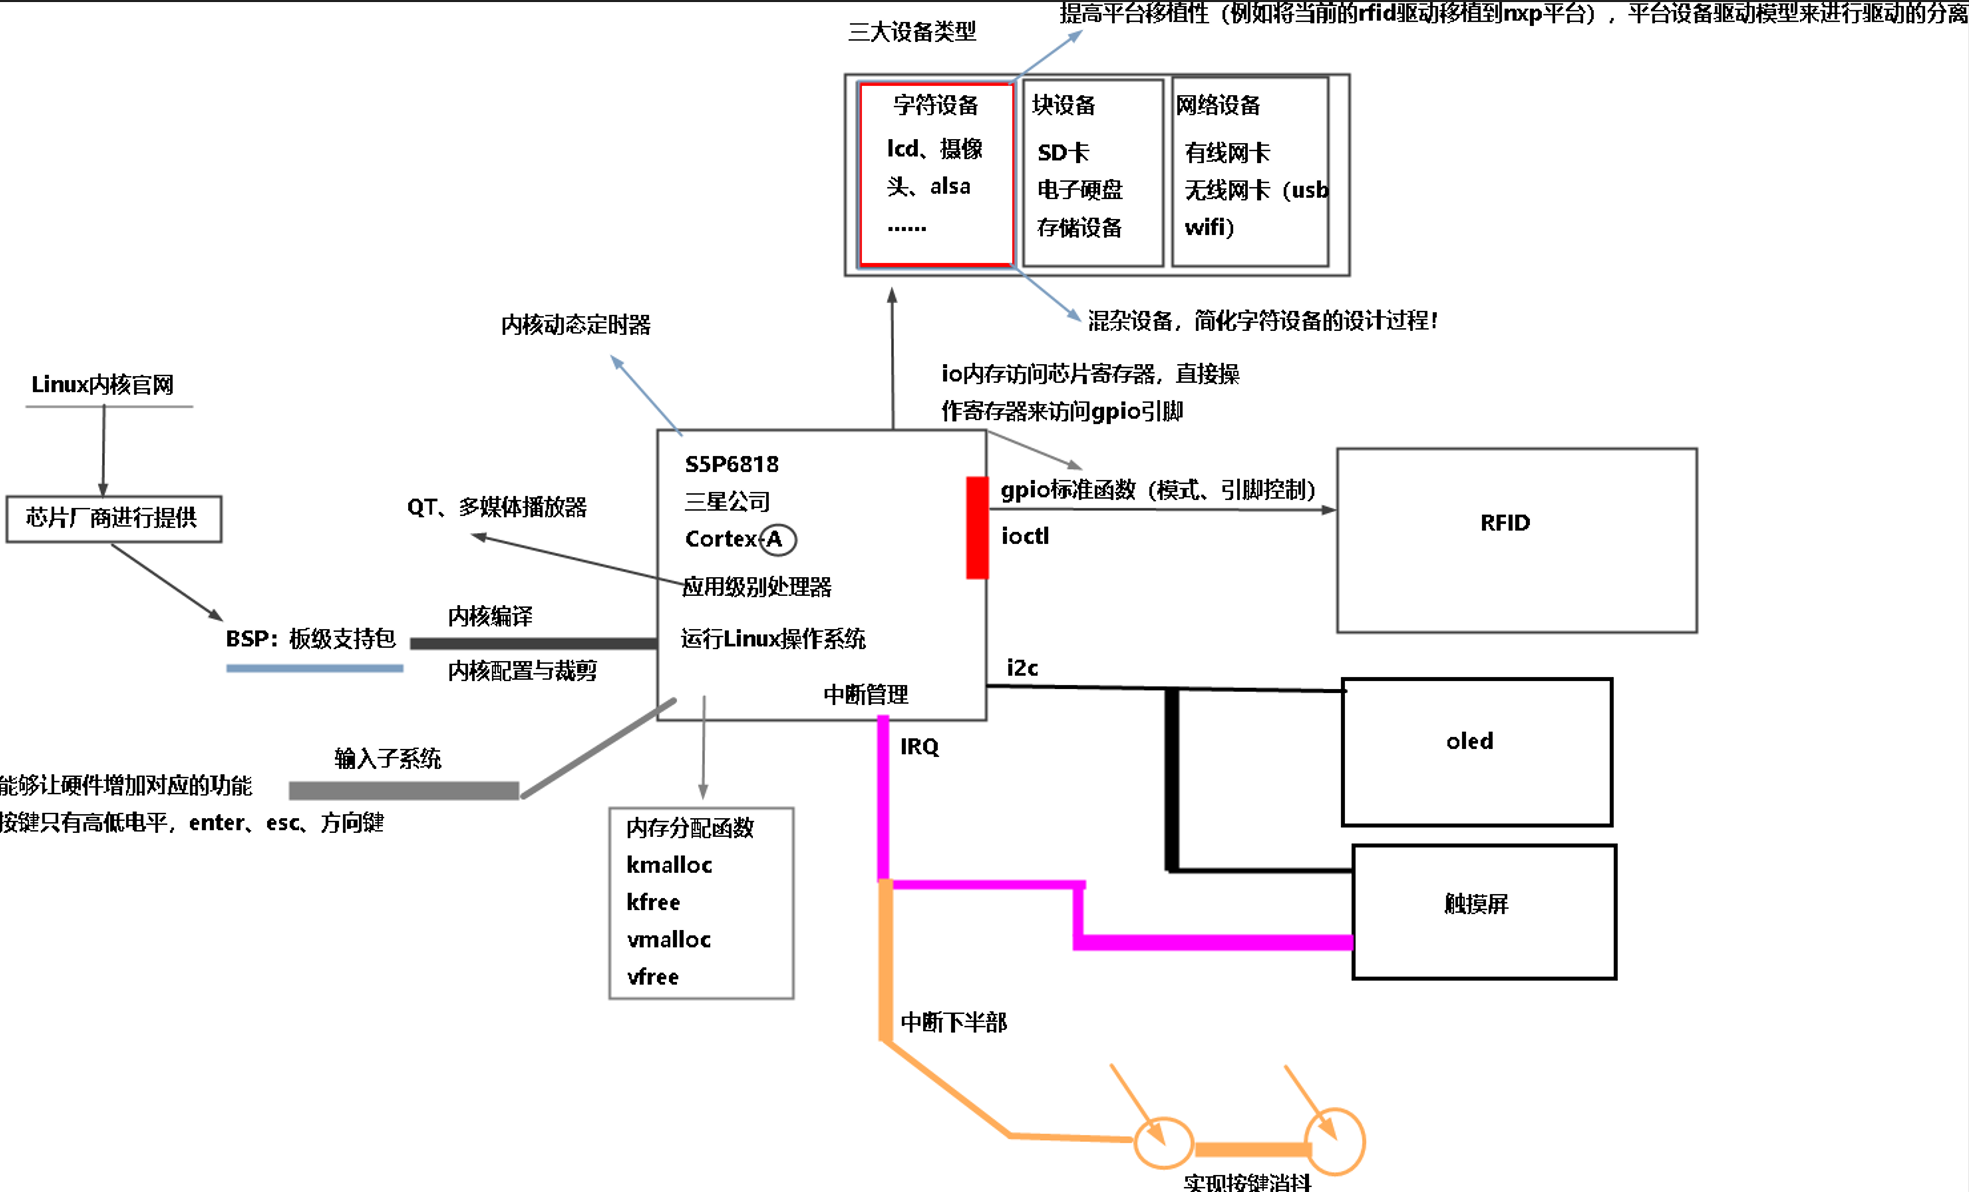 提高平台移植性（例如将当前的rfid驱动移植到nxp平台），平台设备驱动模型来进行驱动的分离
三大设备类型
字符设备
lcd、摄像
头、alsa
......
块设备
SD卡
电子硬盘
存储设备
网络设备
有线网卡
无线网卡（usb
wifi）
混杂设备，简化字符设备的设计过程！
内核动态定时器
io内存访问芯片寄存器，直接操
作寄存器来访问gpio引脚
Linux内核官网
芯片厂商进行提供
BSP：板级支持包
内核编译
内核配置与裁剪
QT、多媒体播放器
S5P6818
三星公司
Cortex-A
应用级别处理器
运行Linux操作系统
中断管理
gpio标准函数（模式、引脚控制）
ioctl
RFID
i2c
oled
触摸屏
IRQ
输入子系统
能够让硬件增加对应的功能
按键只有高低电平，enter、esc、方向键
内存分配函数
kmalloc
kfree
vmalloc
vfree
中断下半部
实现按键消抖